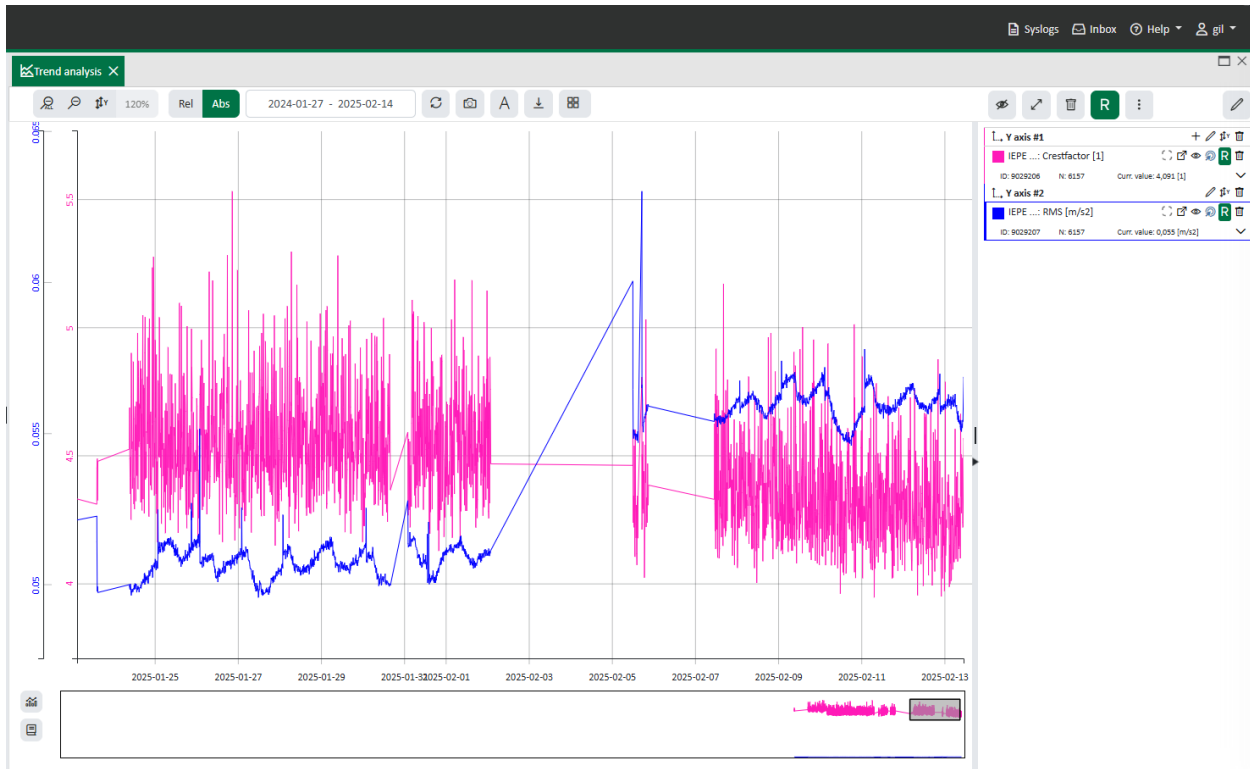 Syslogs Inbox Help gil
Trend analysis
120% Rel Abs 2024-01-27 - 2025-02-14 A R
Y axis #1
IEPE ...: Crestfactor [1] R
ID: 9029206 N: 6157 Curr. value: 4,091 [1]
Y axis #2
IEPE ...: RMS [m/s2] R
ID: 9029207 N: 6157 Curr. value: 0,055 [m/s2]
0.065
5.5
0.06
5
0.055
4.5
0.05
4
2025-01-25 2025-01-27 2025-01-29 2025-01-31 2025-02-01 2025-02-03 2025-02-05 2025-02-07 2025-02-09 2025-02-11 2025-02-13